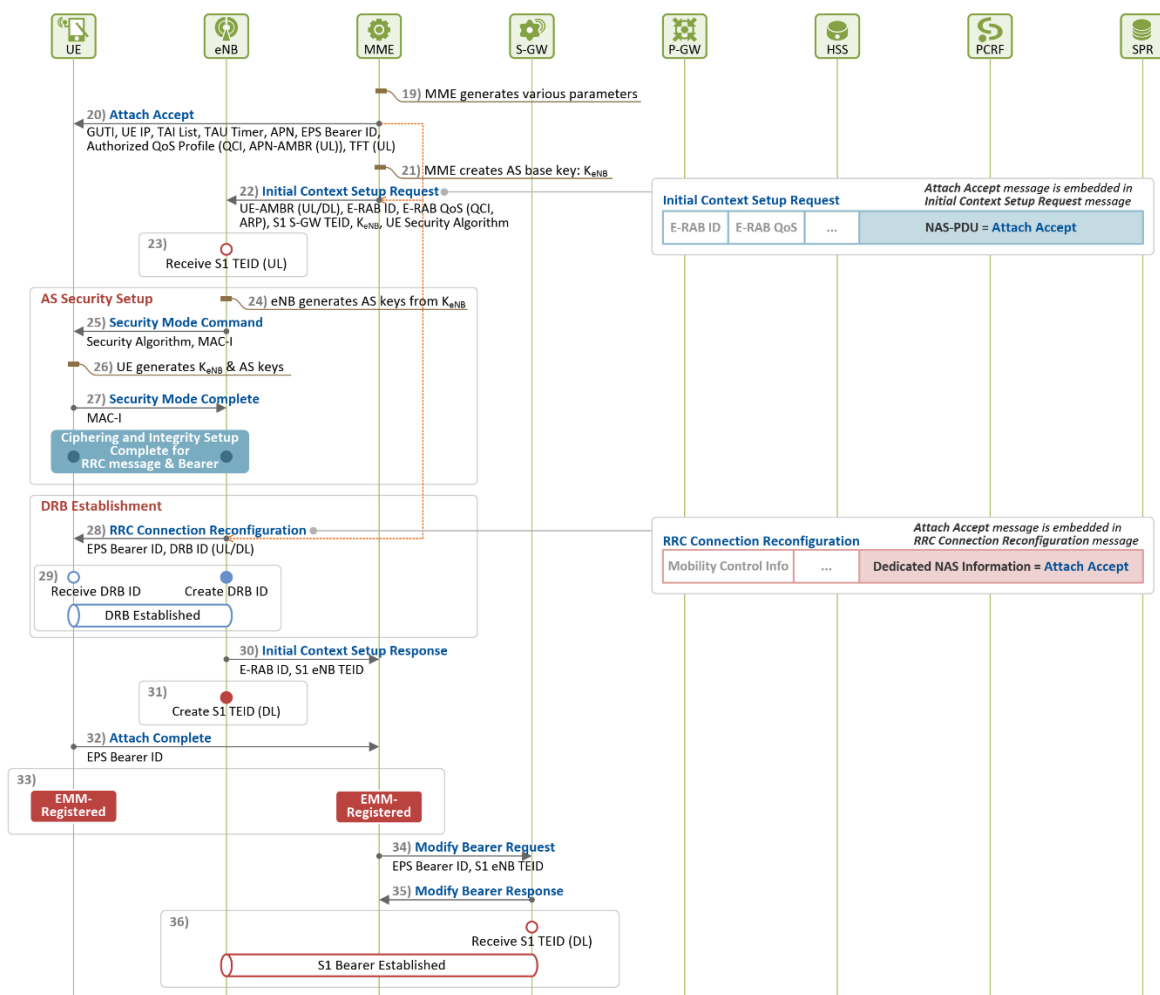 UE
eNB
MME
S-GW
P-GW
HSS
PCRF
SPR
19) MME generates various parameters
20) Attach Accept
GUTI, UE IP, TAI List, TAU Timer, APN, EPS Bearer ID,
Authorized QoS Profile (QCI, APN-AMBR (UL)), TFT (UL)
21) MME creates AS base key: KeNB
22) Initial Context Setup Request
UE-AMBR (UL/DL), E-RAB ID, E-RAB QoS (QCI,
ARP), S1 S-GW TEID, KeNB, UE Security Algorithm
Attach Accept message is embedded in
Initial Context Setup Request message
Initial Context Setup Request
E-RAB ID
E-RAB QoS
...
NAS-PDU = Attach Accept
23)
Receive S1 TEID (UL)
AS Security Setup
24) eNB generates AS keys from KeNB
25) Security Mode Command
Security Algorithm, MAC-I
26) UE generates KeNB & AS keys
27) Security Mode Complete
MAC-I
Ciphering and Integrity Setup
Complete for
RRC message & Bearer
DRB Establishment
28) RRC Connection Reconfiguration
EPS Bearer ID, DRB ID (UL/DL)
Attach Accept message is embedded in
RRC Connection Reconfiguration message
RRC Connection Reconfiguration
Mobility Control Info
...
Dedicated NAS Information = Attach Accept
29)
Receive DRB ID
Create DRB ID
DRB Established
30) Initial Context Setup Response
E-RAB ID, S1 eNB TEID
31)
Create S1 TEID (DL)
32) Attach Complete
EPS Bearer ID
33)
EMM-
Registered
EMM-
Registered
34) Modify Bearer Request
EPS Bearer ID, S1 eNB TEID
35) Modify Bearer Response
36)
Receive S1 TEID (DL)
S1 Bearer Established